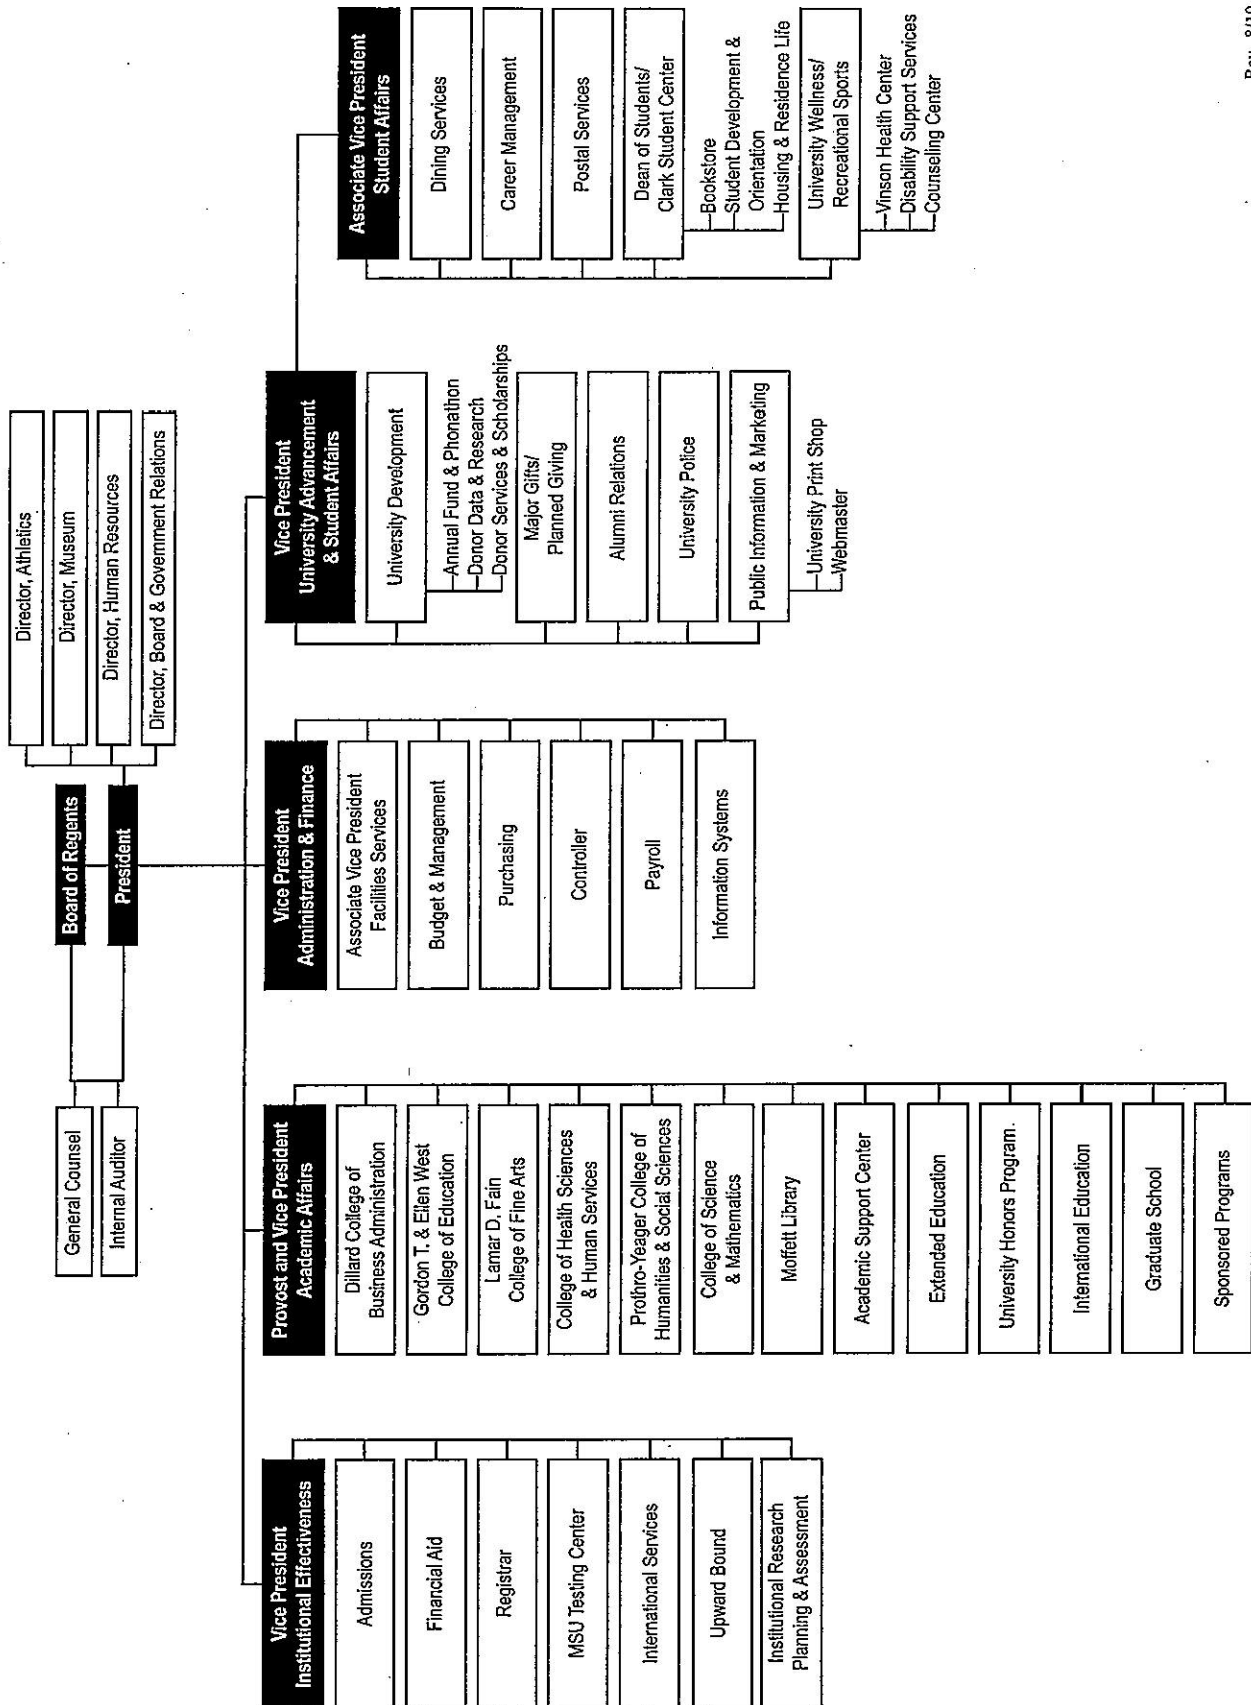 Board of Regents
President
General Counsel
Internal Auditor
Director, Athletics
Director, Museum
Director, Human Resources
Director, Board & Government Relations
Vice President
Institutional Effectiveness
Admissions
Financial Aid
Registrar
MSU Testing Center
International Services
Upward Bound
Institutional Research
Planning & Assessment
Provost and Vice President
Academic Affairs
Dillard College of
Business Administration
Gordon T. & Ellen West
College of Education
Lamar D. Fain
College of Fine Arts
College of Health Sciences
& Human Services
Prothro-Yeager College of
Humanities & Social Sciences
College of Science
& Mathematics
Moffett Library
Academic Support Center
Extended Education
University Honors Program.
International Education
Graduate School
Sponsored Programs
Vice President
Administration & Finance
Associate Vice President
Facilities Services
Budget & Management
Purchasing
Controller
Payroll
Information Systems
Vice President
University Advancement
& Student Affairs
University Development
Annual Fund & Phonathon
Donor Data & Research
Donor Services & Scholarships
Major Gifts/
Planned Giving
Alumni Relations
University Police
Public Information & Marketing
University Print Shop
Webmaster
Associate Vice President
Student Affairs
Dining Services
Career Management
Postal Services
Dean of Students/
Clark Student Center
Bookstore
Student Development &
Orientation
Housing & Residence Life
University Wellness/
Recreational Sports
Vinson Health Center
Disability Support Services
Counseling Center